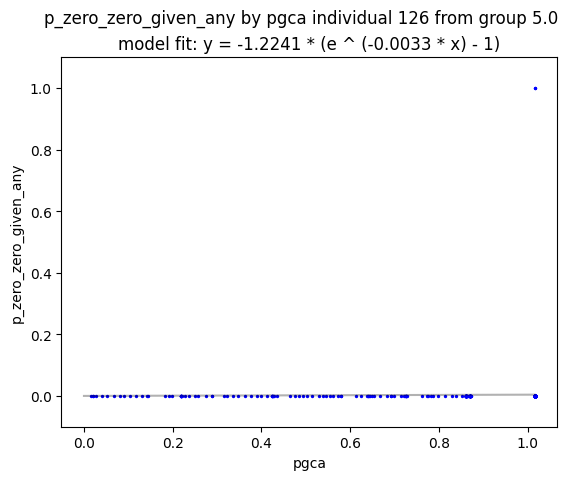 p_zero_zero_given_any by pgca individual 126 from group 5.0
model fit: y = -1.2241 * (e ^ (-0.0033 * x) - 1)
1.0
0.8
0.6
0.4
0.2
0.0
p_zero_zero_given_any
0.0 0.2 0.4 0.6 0.8 1.0
pgca